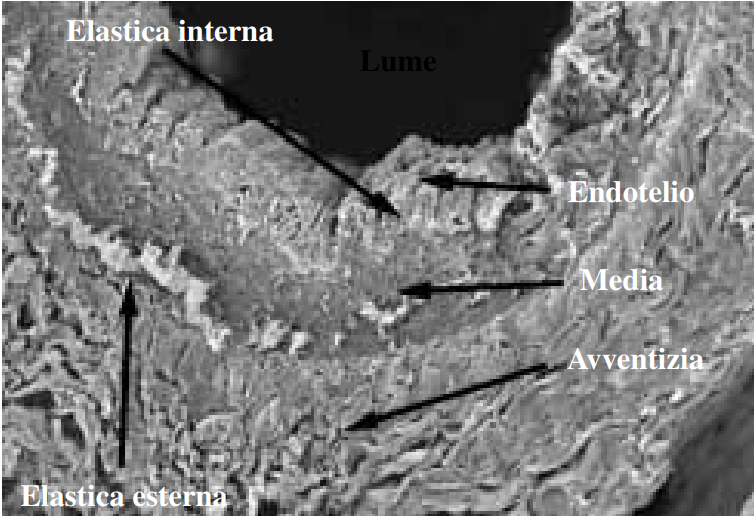 Elastica interna
Lume
Endotelio
Media
Avventizia
Elastica esterna